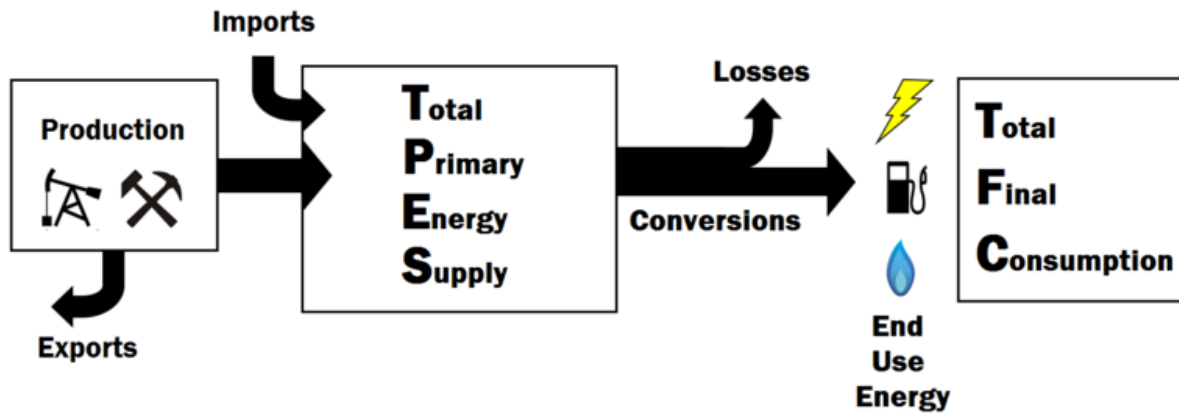 Imports
Production
Exports
Total
Primary
Energy
Supply
Losses
Conversions
End
Use
Energy
Total
Final
Consumption